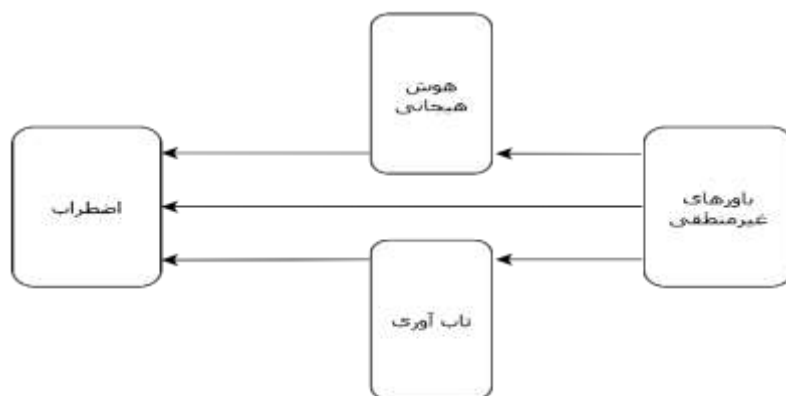 هوش
هیجانی
باورهای
غیرمنطقی
اضطراب
تاب آوری